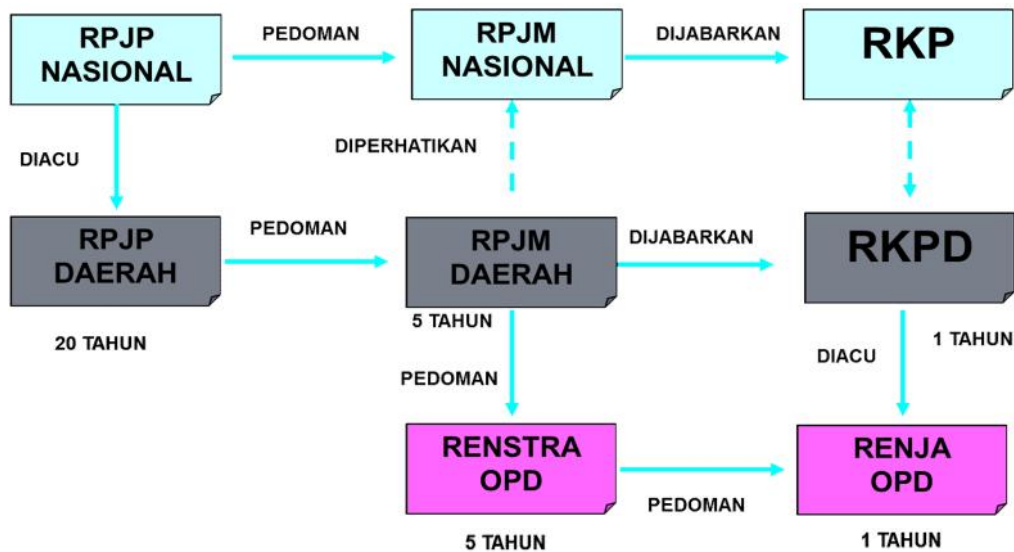 RPJP
NASIONAL
PEDOMAN
RPJM
NASIONAL
DIJABARKAN
RKP
DIACU
DIPERHATIKAN
RPJP
DAERAH
PEDOMAN
RPJM
DAERAH
DIJABARKAN
RKPD
20 TAHUN
5 TAHUN
1 TAHUN
PEDOMAN
DIACU
RENSTRA
OPD
PEDOMAN
RENJA
OPD
5 TAHUN
1 TAHUN